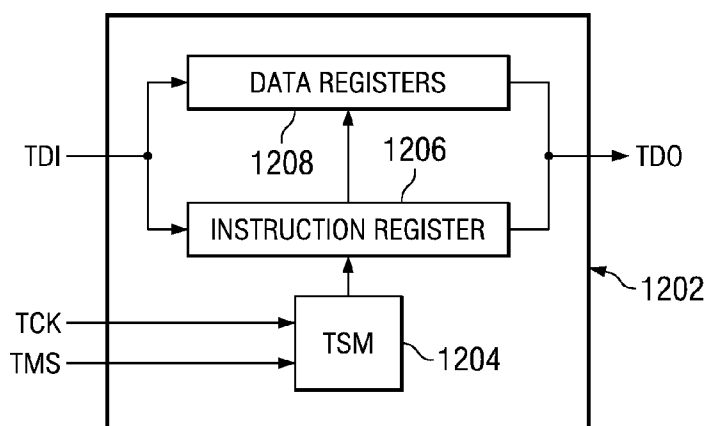 DATA REGISTERS
1208
1206
TDI
TDO
INSTRUCTION REGISTER
1202
TCK
TSM
1204
TMS